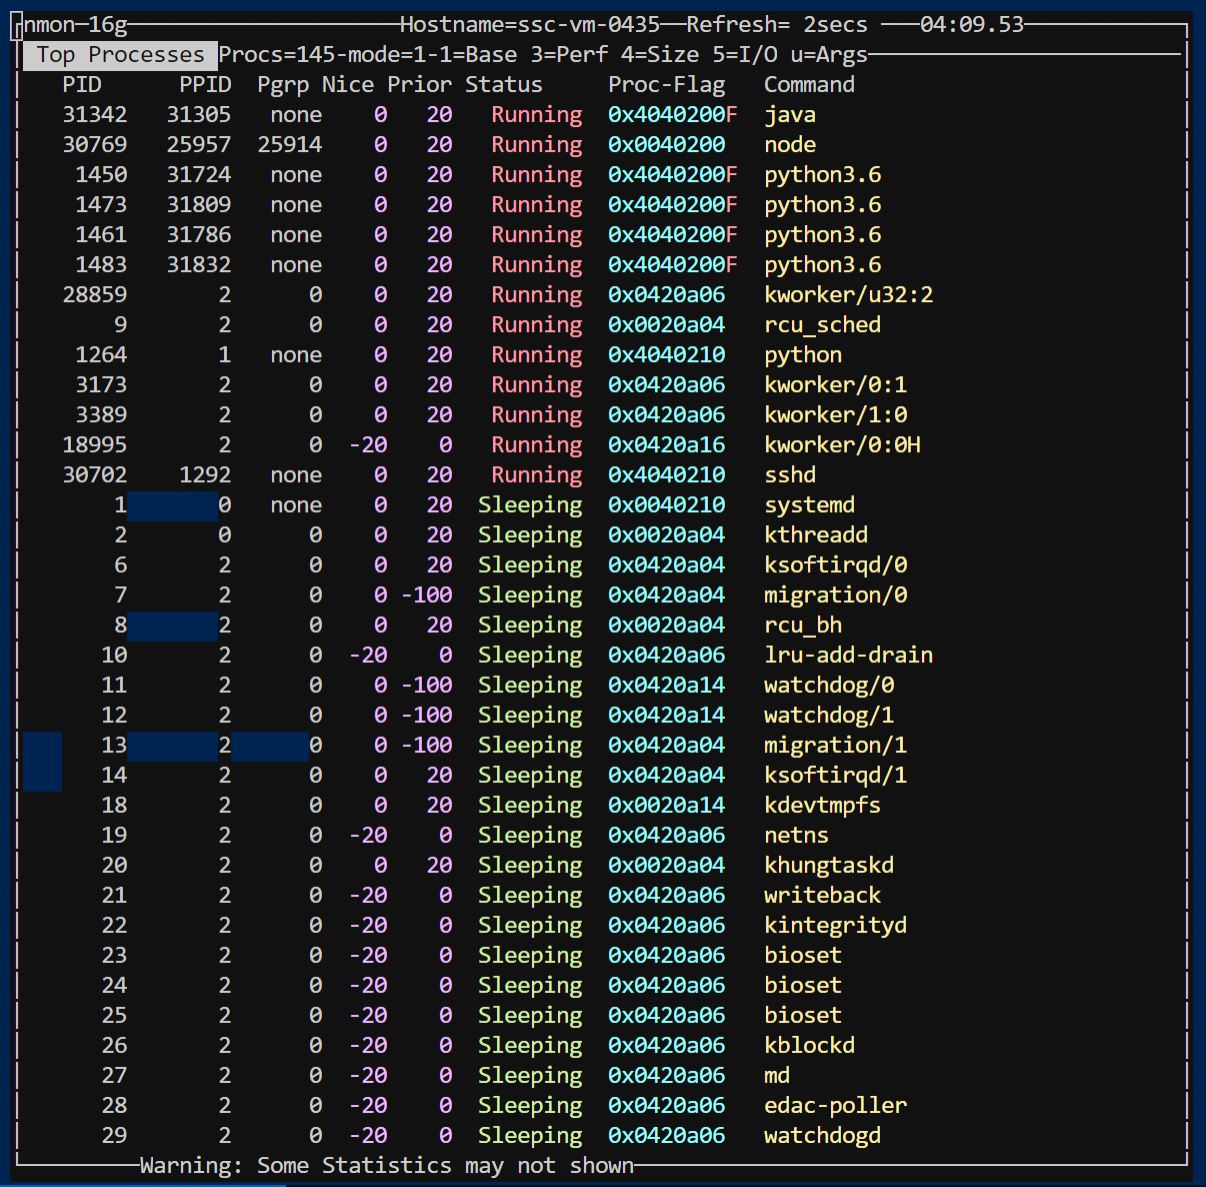 nmon-16g Hostname=ssc-vm-0435 Refresh= 2secs 04:09.53
Top Processes Procs=145-mode=1-1=Base 3=Perf 4=Size 5=I/O u=Args
PID PPID Pgrp Nice Prior Status Proc-Flag Command
31342 31305 none 0 20 Running 0x4040200F java
30769 25957 25914 0 20 Running 0x0040200 node
1450 31724 none 0 20 Running 0x4040200F python3.6
1473 31809 none 0 20 Running 0x4040200F python3.6
1461 31786 none 0 20 Running 0x4040200F python3.6
1483 31832 none 0 20 Running 0x4040200F python3.6
28859 2 0 0 20 Running 0x0420a06 kworker/u32:2
9 2 0 0 20 Running 0x0020a04 rcu_sched
1264 1 none 0 20 Running 0x4040210 python
3173 2 0 0 20 Running 0x0420a06 kworker/0:1
3389 2 0 0 20 Running 0x0420a06 kworker/1:0
18995 2 0 -20 0 Running 0x0420a16 kworker/0:0H
30702 1292 none 0 20 Running 0x4040210 sshd
1 0 none 0 20 Sleeping 0x0040210 systemd
2 0 0 0 20 Sleeping 0x0020a04 kthreadd
6 2 0 0 20 Sleeping 0x0420a04 ksoftirqd/0
7 2 0 0 -100 Sleeping 0x0420a04 migration/0
8 2 0 0 20 Sleeping 0x0020a04 rcu_bh
10 2 0 -20 0 Sleeping 0x0420a06 lru-add-drain
11 2 0 0 -100 Sleeping 0x0420a14 watchdog/0
12 2 0 0 -100 Sleeping 0x0420a14 watchdog/1
13 2 0 0 -100 Sleeping 0x0420a04 migration/1
14 2 0 0 20 Sleeping 0x0420a04 ksoftirqd/1
18 2 0 0 20 Sleeping 0x0020a14 kdevtmpfs
19 2 0 -20 0 Sleeping 0x0420a06 netns
20 2 0 0 20 Sleeping 0x0020a04 khungtaskd
21 2 0 -20 0 Sleeping 0x0420a06 writeback
22 2 0 -20 0 Sleeping 0x0420a06 kintegrityd
23 2 0 -20 0 Sleeping 0x0420a06 bioset
24 2 0 -20 0 Sleeping 0x0420a06 bioset
25 2 0 -20 0 Sleeping 0x0420a06 bioset
26 2 0 -20 0 Sleeping 0x0420a06 kblockd
27 2 0 -20 0 Sleeping 0x0420a06 md
28 2 0 -20 0 Sleeping 0x0420a06 edac-poller
29 2 0 -20 0 Sleeping 0x0420a06 watchdogd
Warning: Some Statistics may not shown